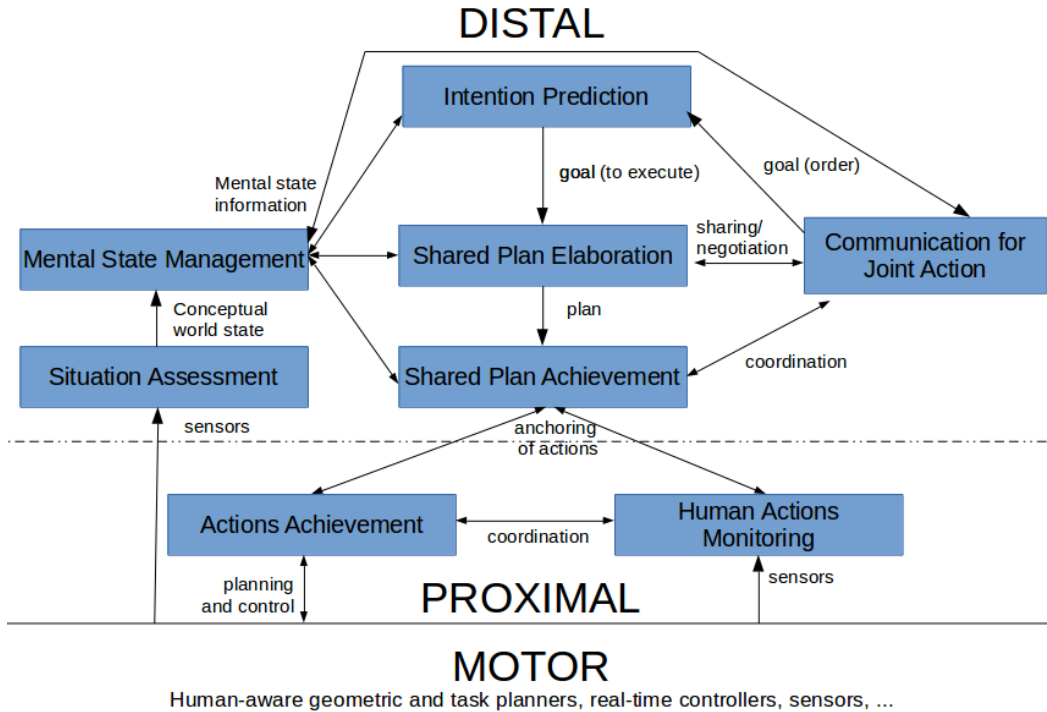 DISTAL
Intention Prediction
goal (to execute)
goal (order)
Mental state
information
Mental State Management
Shared Plan Elaboration
sharing/
negotiation
Communication for
Joint Action
Conceptual
world state
plan
Situation Assessment
Shared Plan Achievement
coordination
sensors
anchoring
of actions
Actions Achievement
coordination
Human Actions
Monitoring
planning
and control
sensors
PROXIMAL
MOTOR
Human-aware geometric and task planners, real-time controllers, sensors, ...